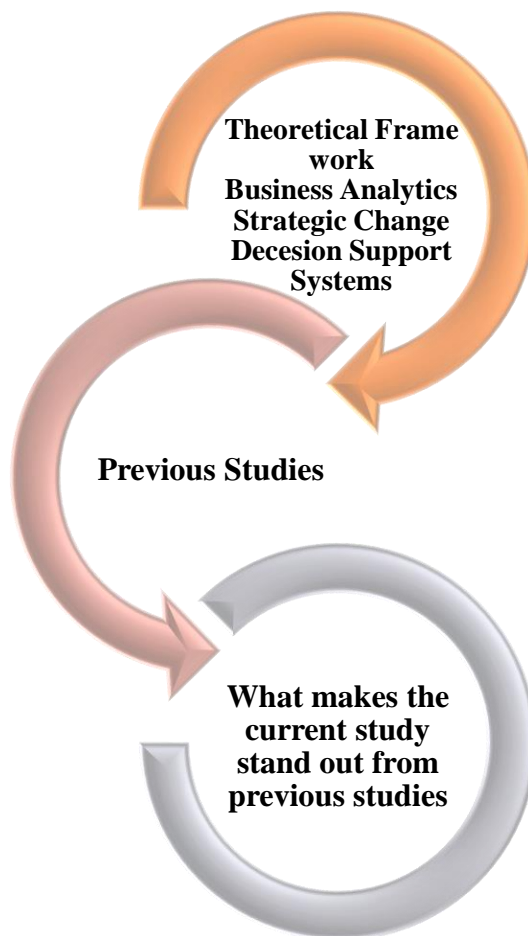 Theoretical Frame
work
Business Analytics
Strategic Change
Decesion Support
Systems
Previous Studies
What makes the
current study
stand out from
previous studies